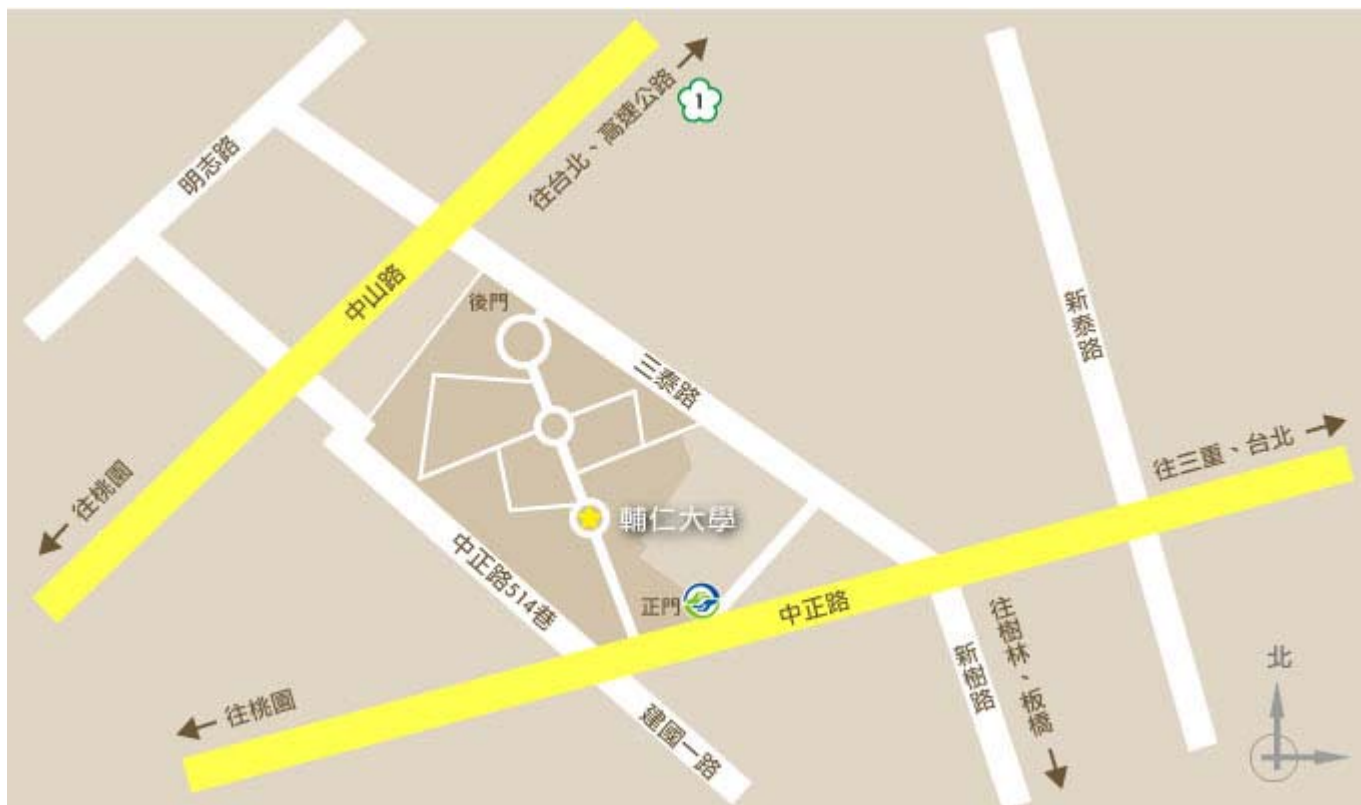 明志路
往台北、高速公路
1
中山路
後門
三泰路
新泰路
往三重、台北
往桃園
輔仁大學
中正路514巷
正門
中正路
往樹林、板橋
新樹路
北
往桃園
建國一路